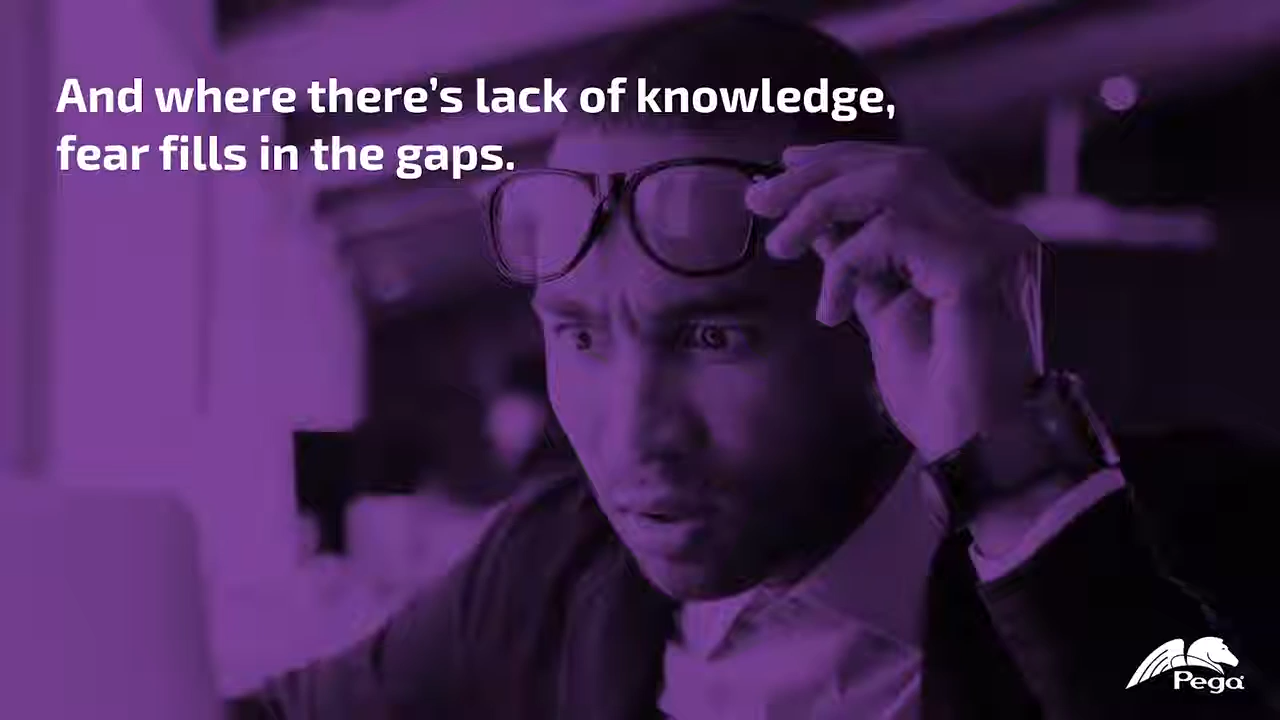 And where there’s lack of knowledge,
fear fills in the gaps.
Pega